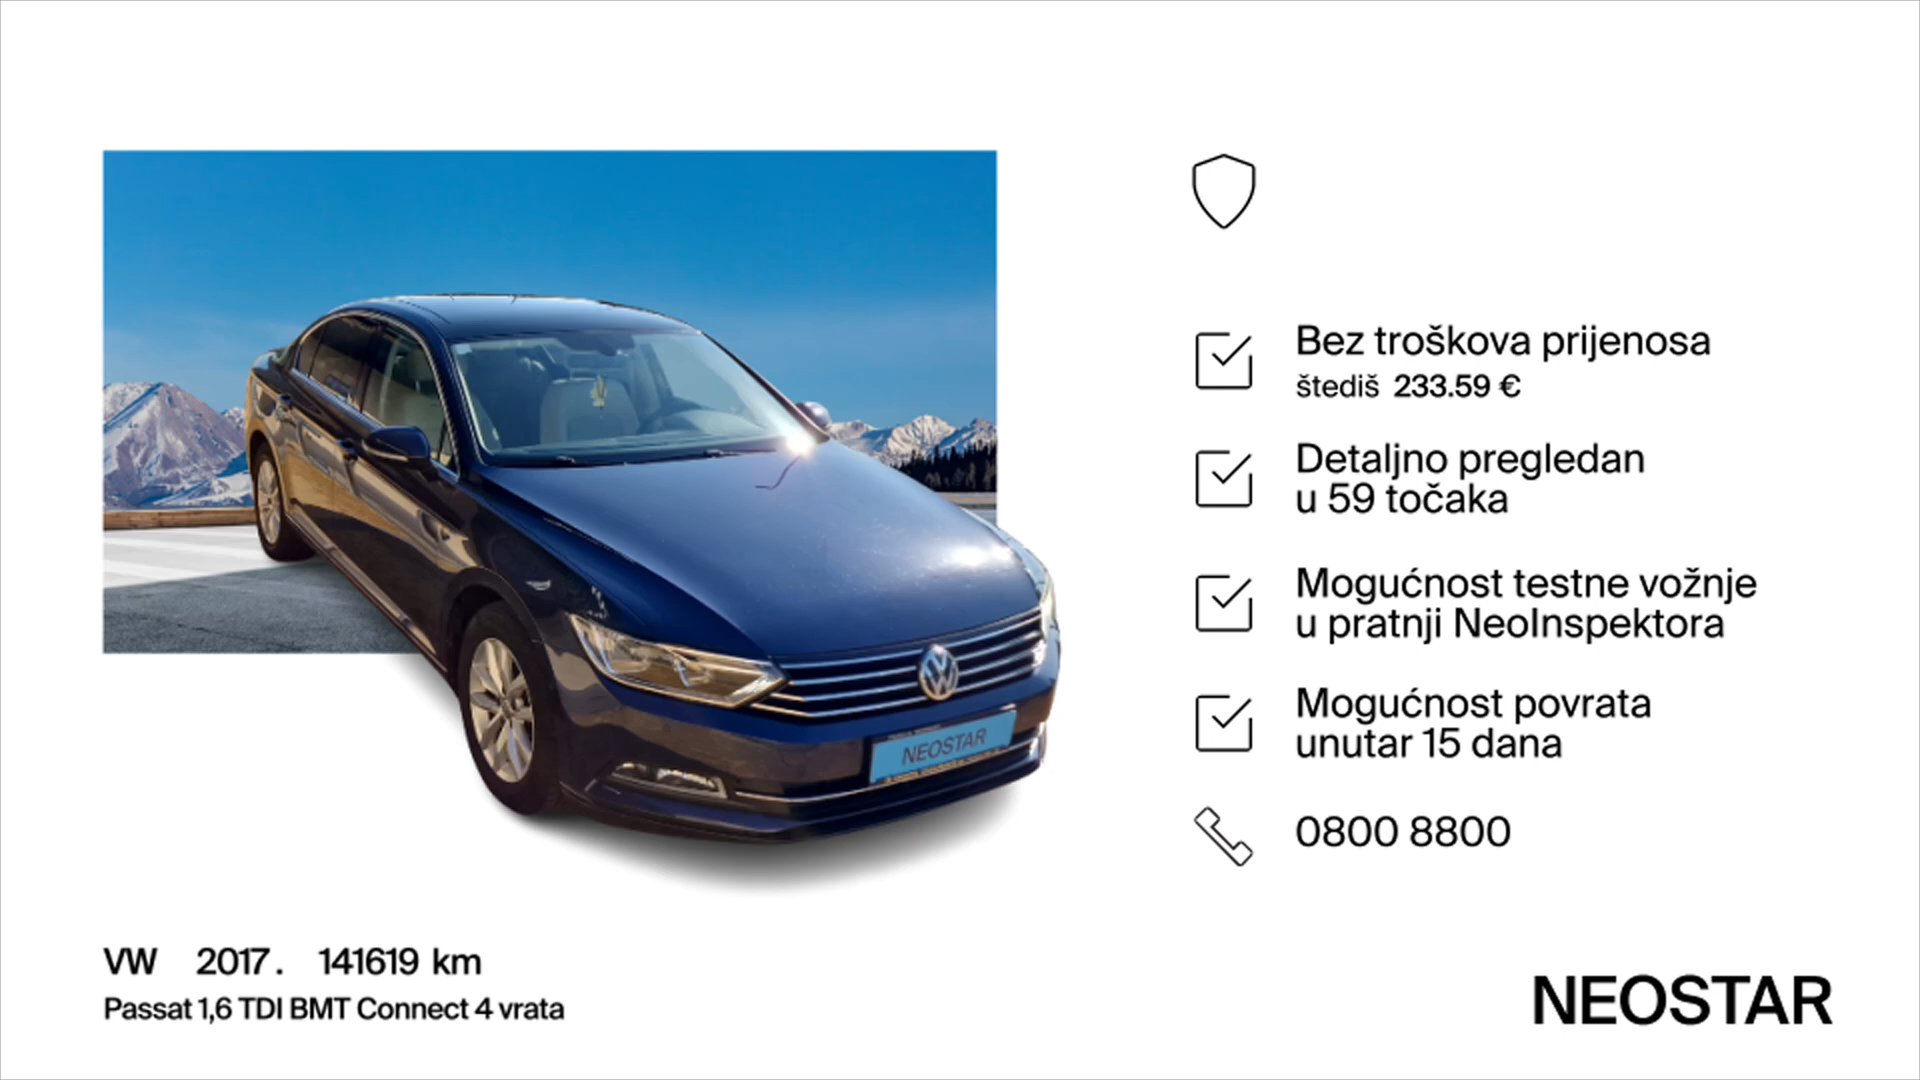 Bez troškova prijenosa
štediš 233.59 €
Detaljno pregledan
u 59 točaka
Mogućnost testne vožnje
u pratnji NeoInspektora
Mogućnost povrata
unutar 15 dana
0800 8800
NEOSTAR
VW 2017. 141619 km
Passat 1,6 TDI BMT Connect 4 vrata
NEOSTAR